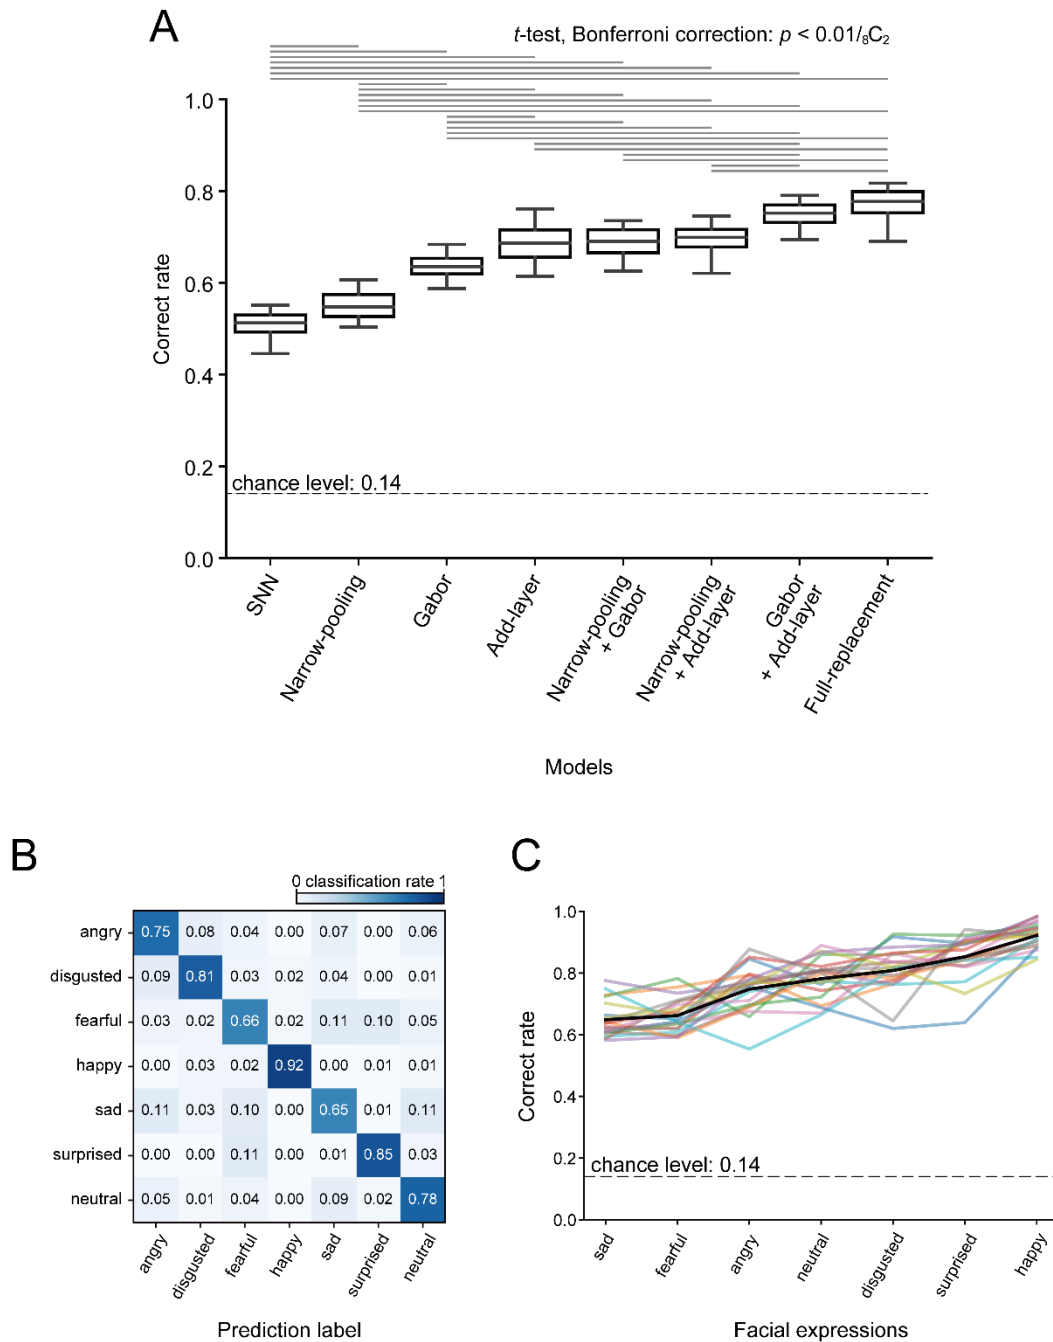 A
t-test, Bonferroni correction: p < 0.01/₈C₂
1.0
0.8
0.6
0.4
0.2
0.0
Correct rate
chance level: 0.14
SNN
Narrow-pooling
Gabor
Add-layer
Narrow-pooling
+ Gabor
Narrow-pooling
+ Add-layer
Gabor
+ Add-layer
Full-replacement
Models
B
0 classification rate 1
angry 0.75 0.08 0.04 0.00 0.07 0.00 0.06
disgusted 0.09 0.81 0.03 0.02 0.04 0.00 0.01
fearful 0.03 0.02 0.66 0.02 0.11 0.10 0.05
happy 0.00 0.03 0.02 0.92 0.00 0.01 0.01
sad 0.11 0.03 0.10 0.00 0.65 0.01 0.11
surprised 0.00 0.00 0.11 0.00 0.01 0.85 0.03
neutral 0.05 0.01 0.04 0.00 0.09 0.02 0.78
angry
disgusted
fearful
happy
sad
surprised
neutral
Prediction label
C
1.0
0.8
0.6
0.4
0.2
0.0
Correct rate
chance level: 0.14
sad
fearful
angry
neutral
disgusted
surprised
happy
Facial expressions